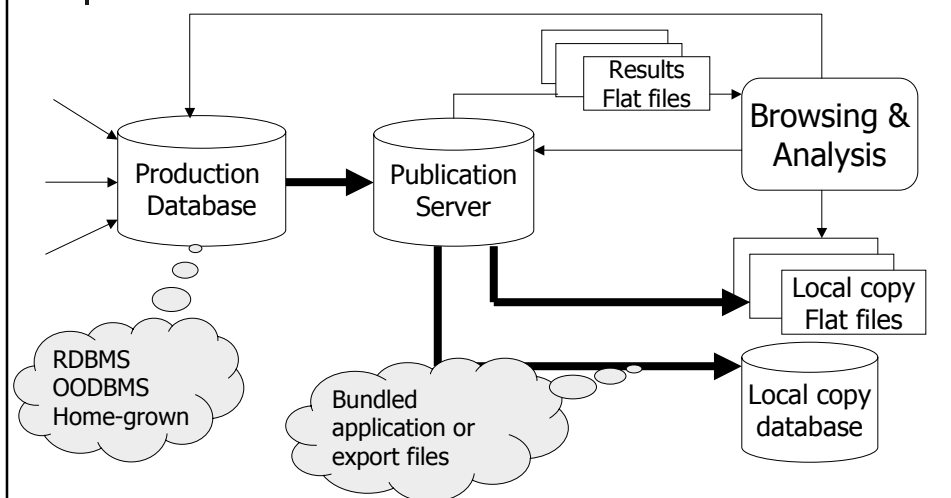 Results
Flat files
Browsing &
Analysis
Production
Database
Publication
Server
Local copy
Flat files
RDBMS
OODBMS
Home-grown
Bundled
application or
export files
Local copy
database